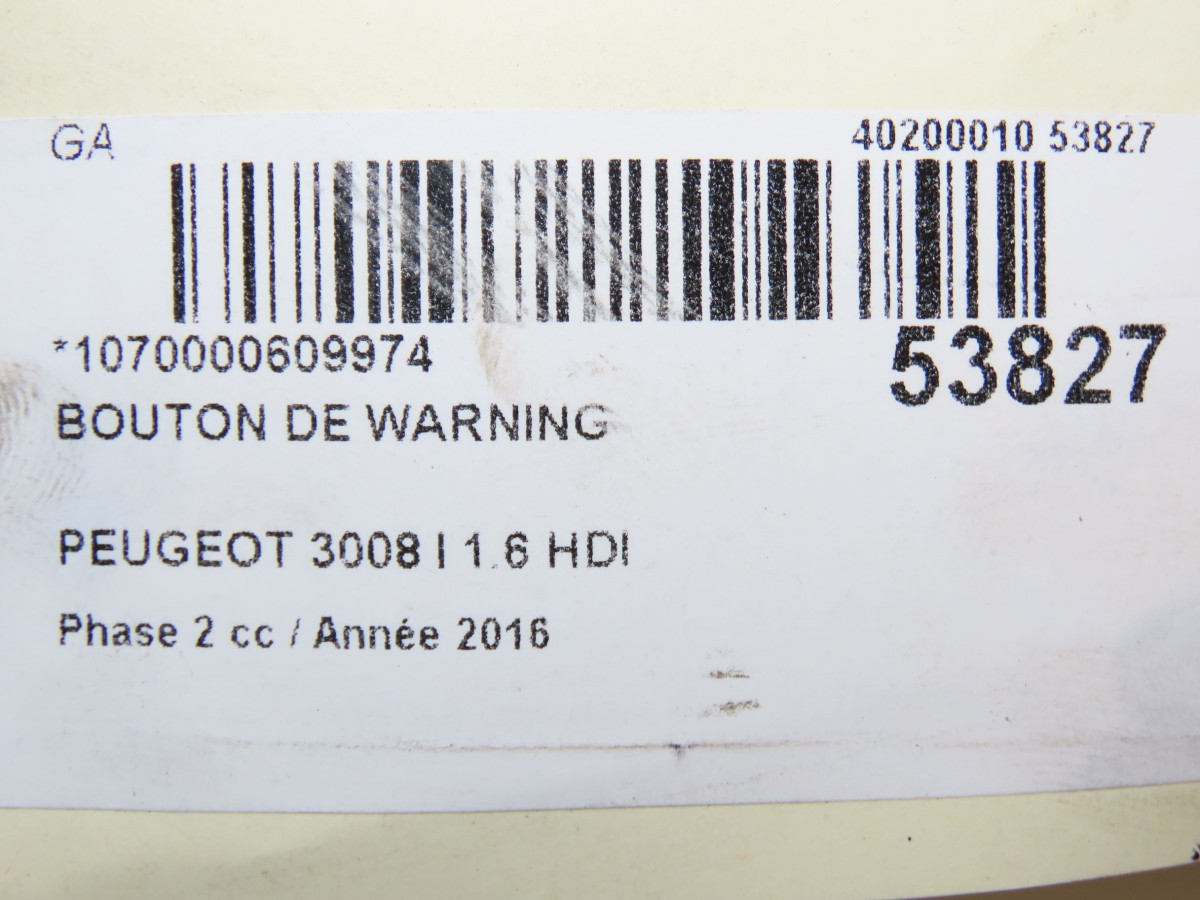 GA 40200010 53827
*1070000609974 53827
BOUTON DE WARNING
PEUGEOT 3008 I 1.6 HDI
Phase 2 cc / Année 2016